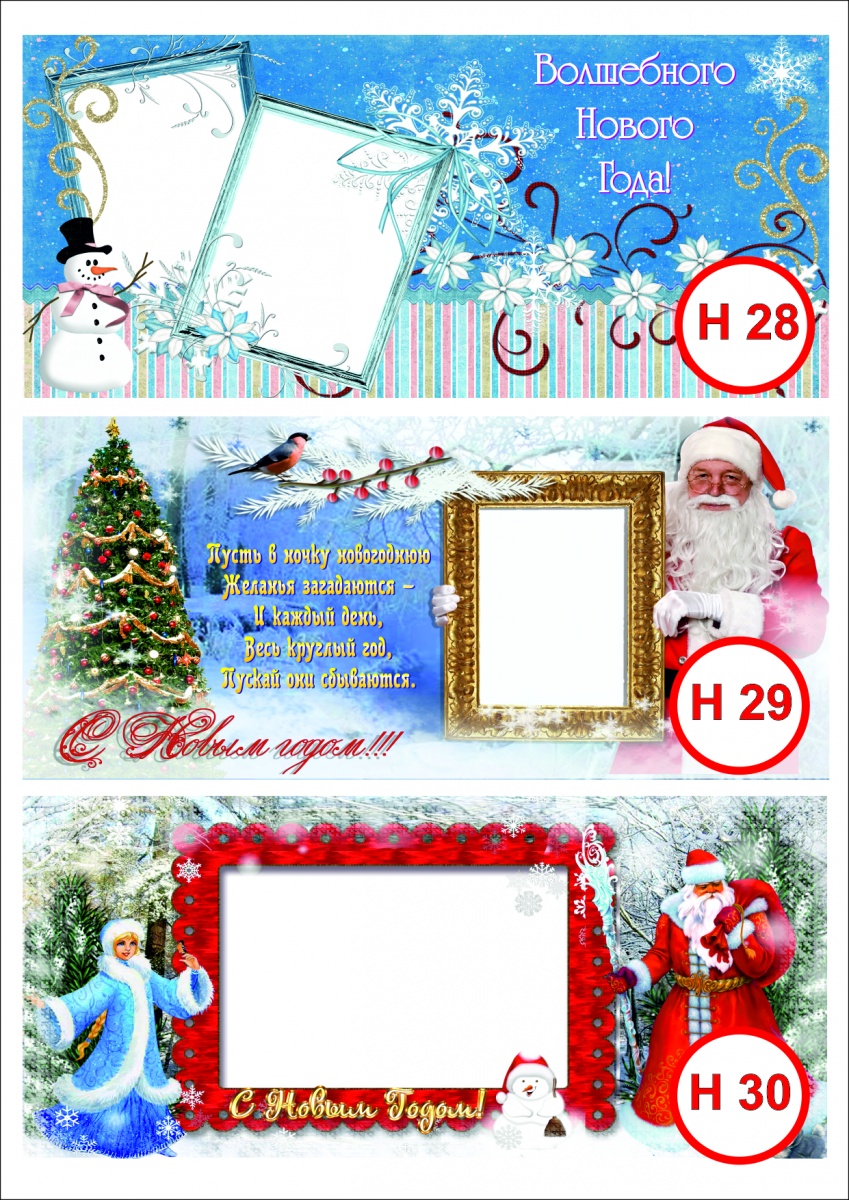 Волшебного
Нового
Года!
Н 28
Пусть в ночку новогоднюю
Желанья загадаются –
И каждый день,
Весь круглый год,
Пускай они сбываются.
С Новым годом!!!
Н 29
С Новым Годом!
Н 30